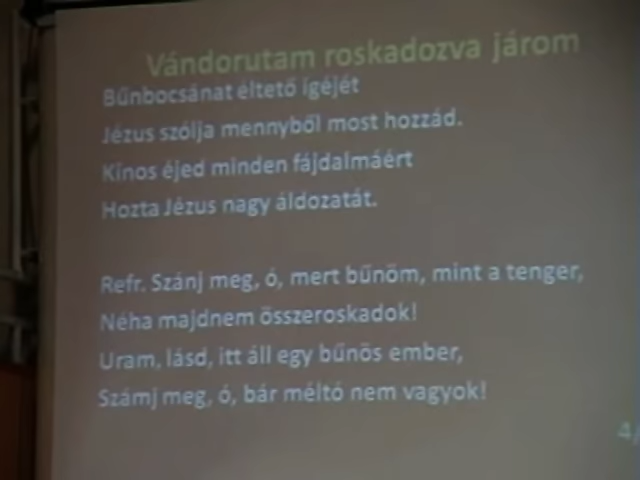 Vándorutam roskadozva járom
Bűnbocsánat éltető igéjét
Jézus szólja mennyből most hozzád.
Kínos éjed minden fájdalmáért
Hozta Jézus nagy áldozatát.
Refr. Szánj meg, ó, mert bűnöm, mint a tenger,
Néha majdnem összeroskadok!
Uram, lásd, itt áll egy bűnös ember,
Számj meg, ó, bár méltó nem vagyok!
4/